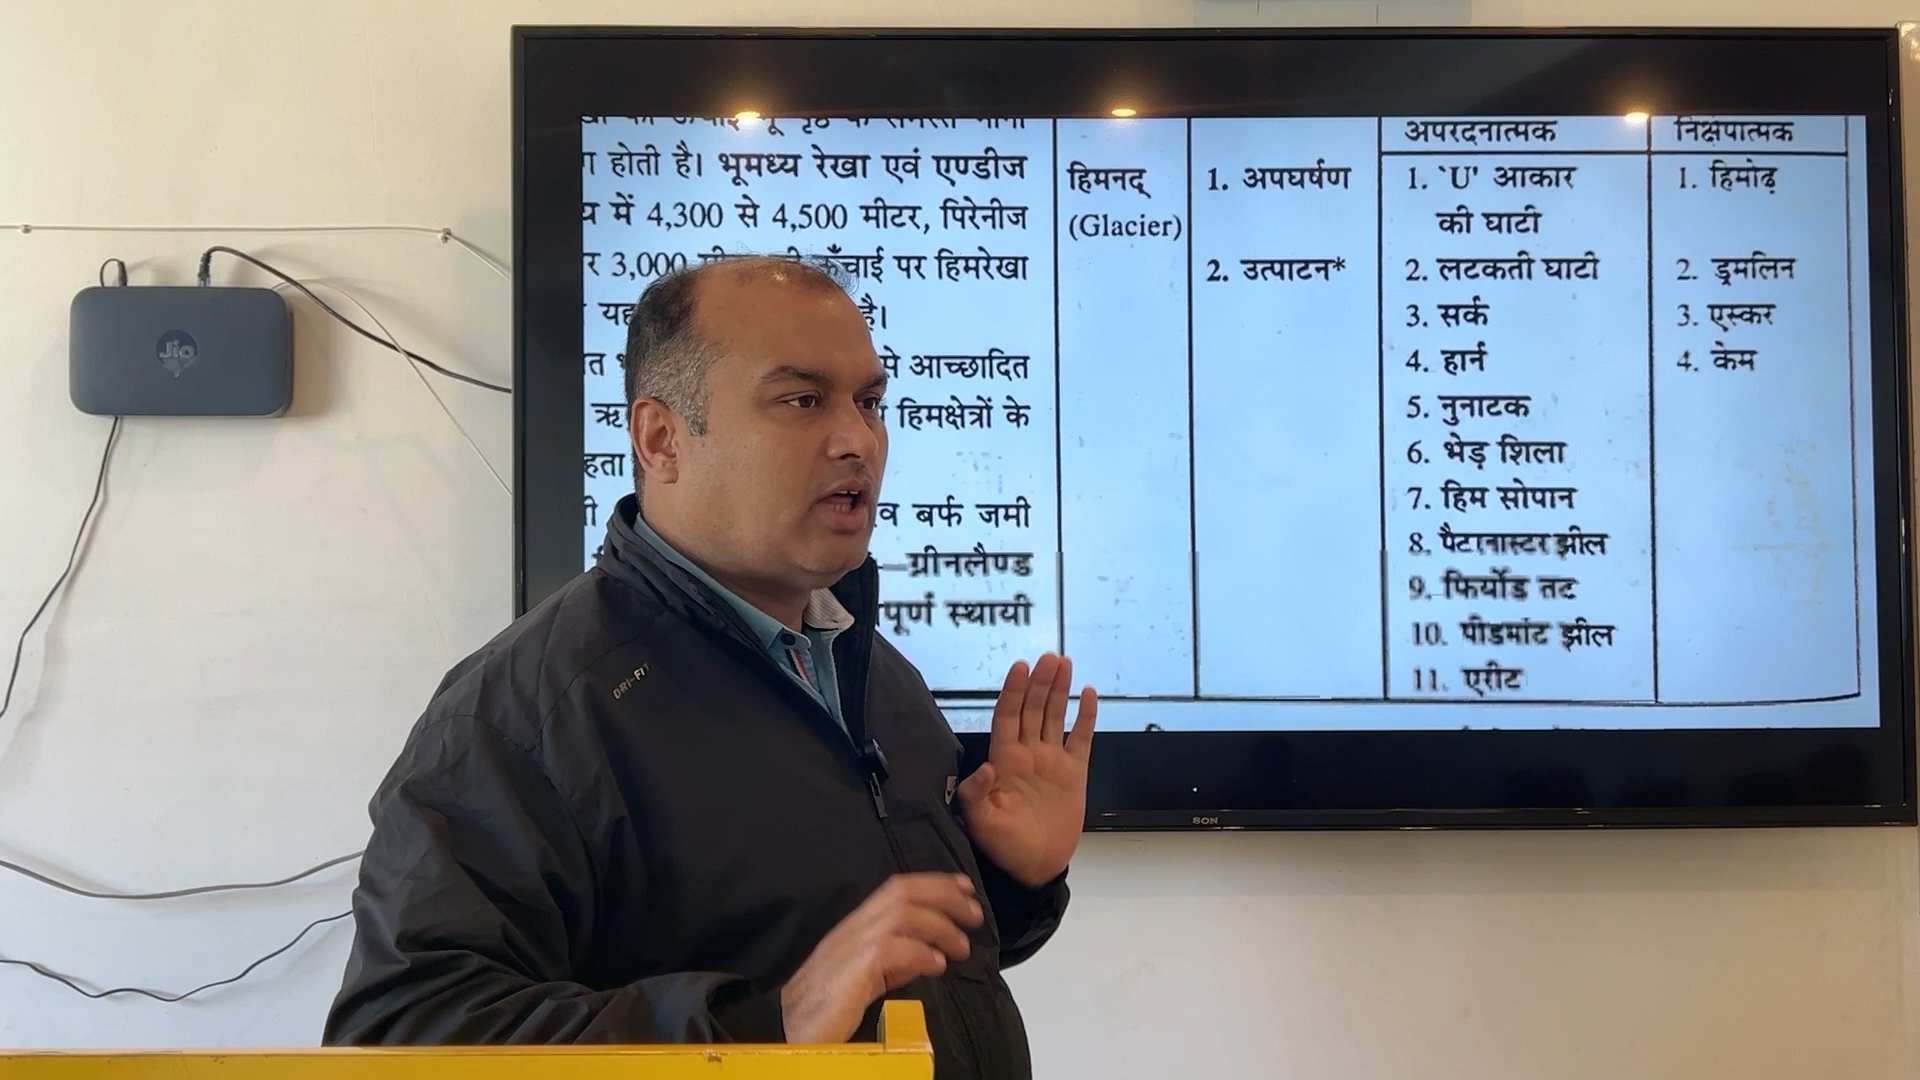 होती है। भूमध्य रेखा एवं एण्डीज
में 4,300 से 4,500 मीटर, पिरेनीज
3,000 ऊँचाई पर हिमरेखा
है।
से आच्छादित
हिमक्षेत्रों के
बर्फ जमी
—ग्रीनलैण्ड
स्थायी
हिमनद्
(Glacier)
1. अपघर्षण
2. उत्पाटन*
अपरदनात्मक
1. `U' आकार
की घाटी
2. लटकती घाटी
3. सर्क
4. हार्न
5. नुनाटक
6. भेड़ शिला
7. हिम सोपान
8. पैटरनास्टर झील
9. फिर्योड तट
10. पीडमांट झील
11. एरीट
निक्षेपात्मक
1. हिमोढ़
2. ड्रमलिन
3. एस्कर
4. केम
Jio
DRI-FIT
SON